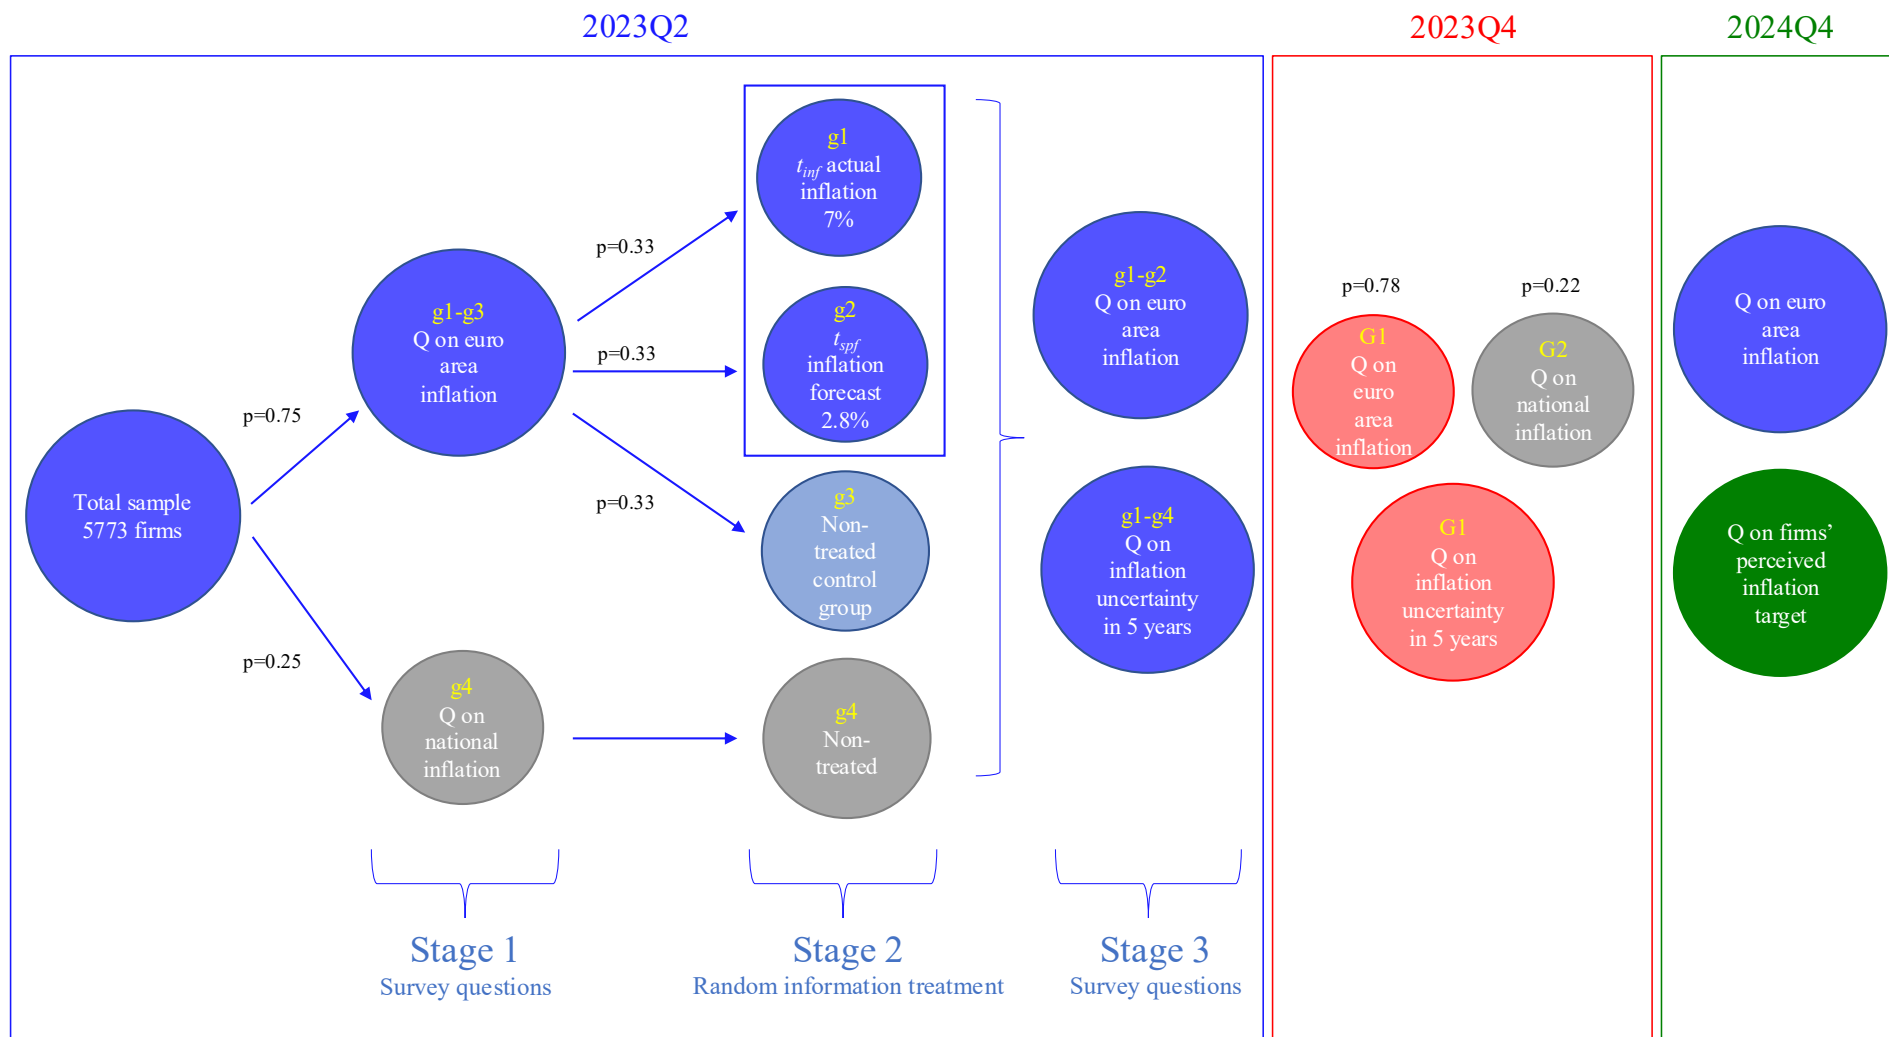 2023Q2
2023Q4
2024Q4
Total sample
5773 firms
p=0.75
p=0.25
g1-g3
Q on euro
area
inflation
g4
Q on
national
inflation
p=0.33
p=0.33
p=0.33
g1
t_inf actual
inflation
7%
g2
t_spf
inflation
forecast
2.8%
g3
Non-
treated
control
group
g4
Non-
treated
g1-g2
Q on euro
area
inflation
g1-g4
Q on
inflation
uncertainty
in 5 years
Stage 1
Survey questions
Stage 2
Random information treatment
Stage 3
Survey questions
p=0.78
p=0.22
G1
Q on
euro
area
inflation
G2
Q on
national
inflation
G1
Q on
inflation
uncertainty
in 5 years
Q on euro
area
inflation
Q on firms’
perceived
inflation
target